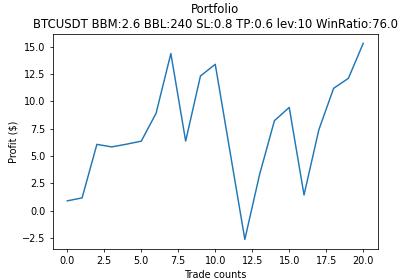 Portfolio
BTCUSDT BBM:2.6 BBL:240 SL:0.8 TP:0.6 lev:10 WinRatio:76.0
15.0
12.5
10.0
7.5
5.0
2.5
0.0
−2.5
Profit ($)
0.0 2.5 5.0 7.5 10.0 12.5 15.0 17.5 20.0
Trade counts